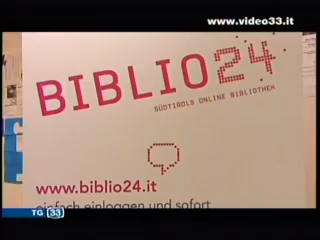 www.video33.it
BIBLIO24
SÜDTIROLS ONLINE BIBLIOTHEK
www.biblio24.it
einfach einloggen und sofort
TG 33